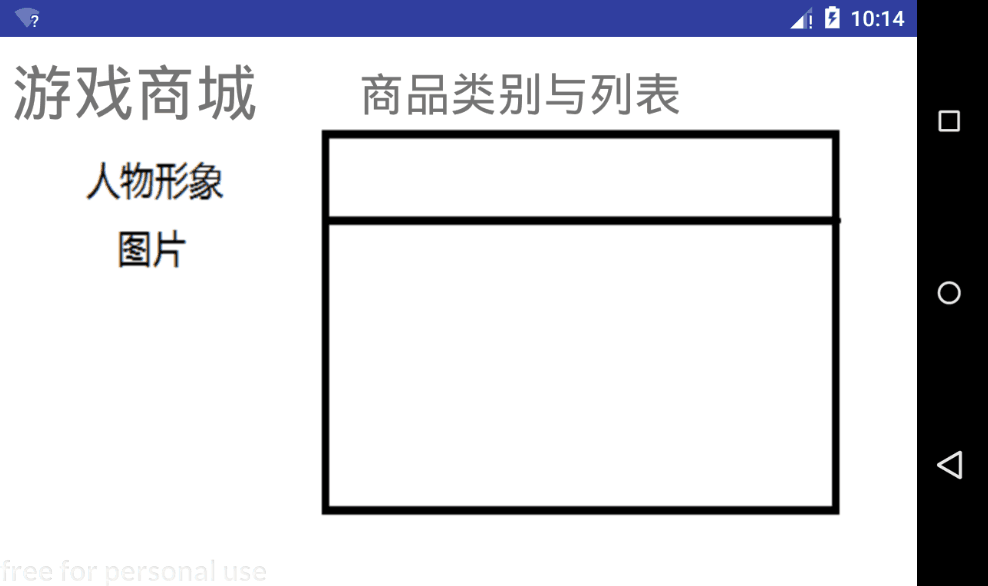 10:14
游戏商城
商品类别与列表
人物形象
图片
free for personal use